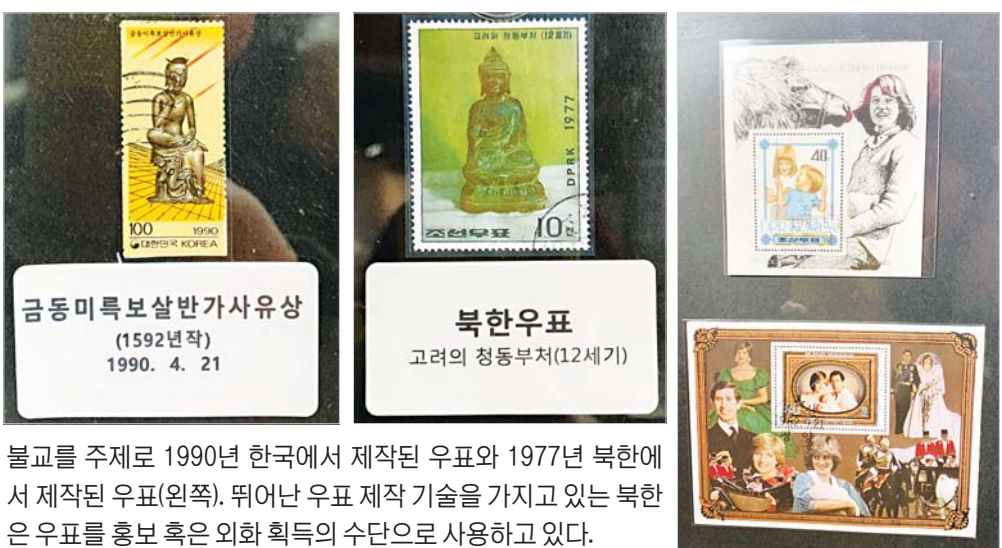 금동미륵보살반가사유상
100 1990
대한민국 KOREA
금동미륵보살반가사유상
(1592년작)
1990. 4. 21
고려의 청동부처 (12세기)
DPRK 1977
10전
조선우표
북한우표
고려의 청동부처(12세기)
40
조선우표
불교를 주제로 1990년 한국에서 제작된 우표와 1977년 북한에
서 제작된 우표(왼쪽). 뛰어난 우표 제작 기술을 가지고 있는 북한
은 우표를 홍보 혹은 외화 획득의 수단으로 사용하고 있다.